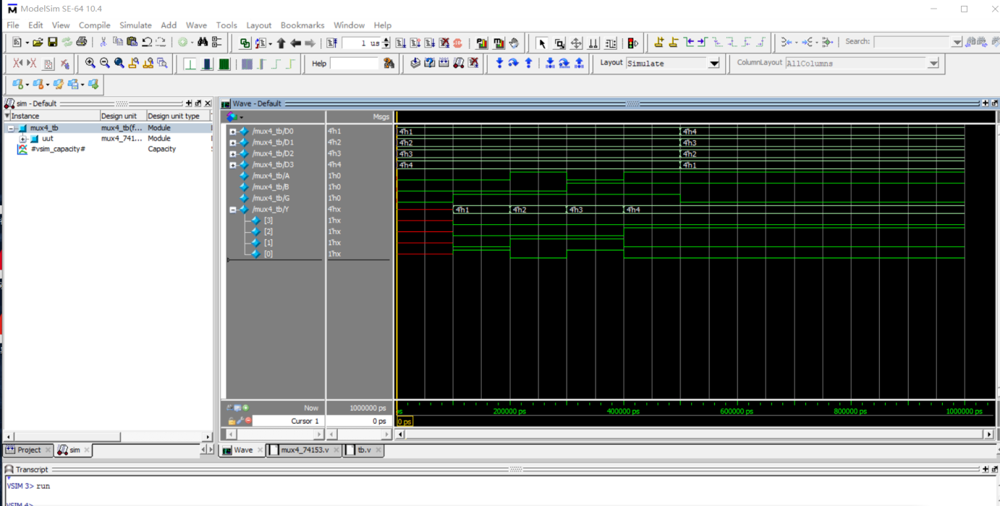 ModelSim SE-64 10.4
File Edit View Compile Simulate Add Wave Tools Layout Bookmarks Window Help
1 us
Search:
Help
Layout Simulate
ColumnLayout AllColumns
sim - Default
Wave - Default
Instance Design unit Design unit type
Msgs
mux4_tb mux4_tb(f... Module
uut mux4_741... Module
#vsim_capacity# Capacity
/mux4_tb/D0 4'h1 4'h1 4'h4
/mux4_tb/D1 4'h2 4'h2 4'h3
/mux4_tb/D2 4'h3 4'h3 4'h2
/mux4_tb/D3 4'h4 4'h4 4'h1
/mux4_tb/A 1'h0
/mux4_tb/B 1'h0
/mux4_tb/G 1'h0
/mux4_tb/Y 4'hx 4'h1 4'h2 4'h3 4'h4
[3] 1'hx
[2] 1'hx
[1] 1'hx
[0] 1'hx
Now 1000000 ps ps 200000 ps 400000 ps 600000 ps 800000 ps 1000000 ps
Cursor 1 0 ps 0 ps
Project sim
Wave mux4_74153.v tb.v
Transcript
VSIM 3> run
VSIM 4>